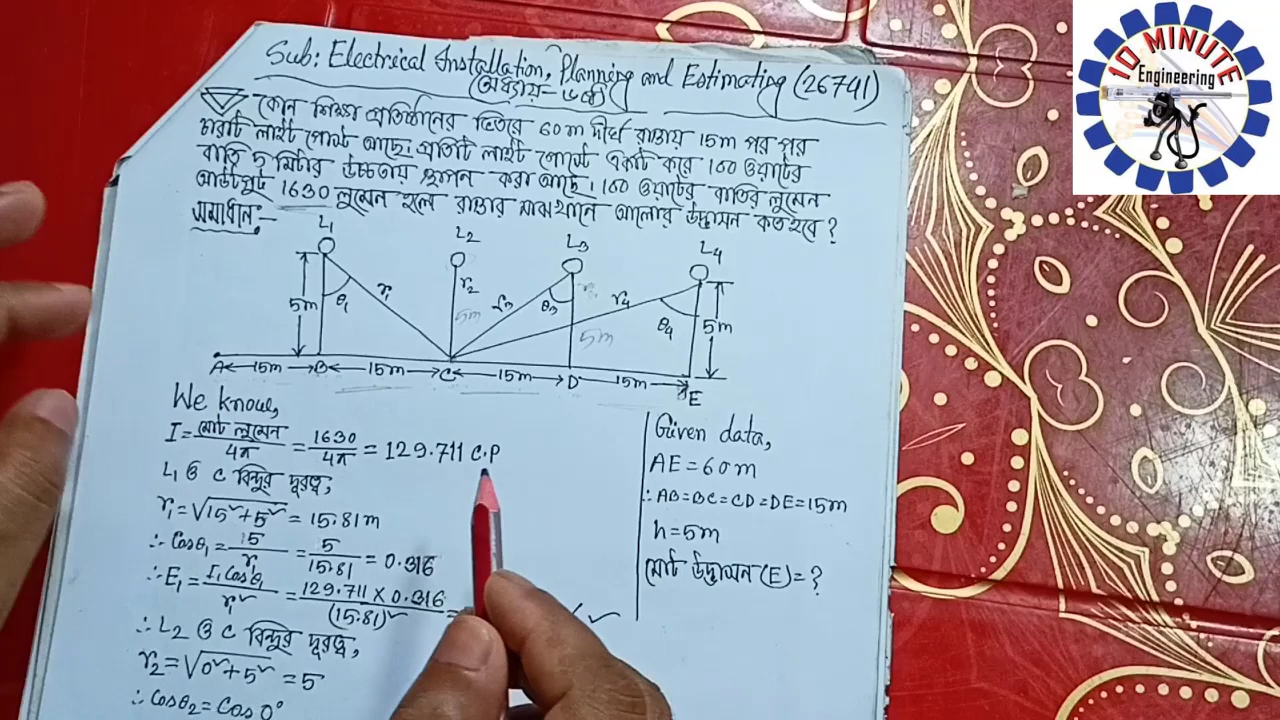 Sub: Electrical Installation, Planning and Estimating (26741)
অধ্যায়- ৬ষ্ঠ
কোন শিক্ষা প্রতিষ্ঠানের ভিতরে 60m দীর্ঘ রাস্তায় 15m পর পর
চারটি লাইট পোস্ট আছে. প্রতিটি লাইট পোস্টে একটি করে 100 ওয়াটের
বাতি ৫ মিটার উচ্চতায় স্থাপন করা আছে। 100 ওয়াটের বাতির লুমেন
আউটপুট 1630 লুমেন হলে রাস্তার মাঝখানে আলোর উদ্ভাসন কত হবে ?
সমাধান:-
L₁ L₂ L₃ L₄
5m θ₁ r₁ r₂ 5m r₃ θ₃ 5m r₄ θ₄ 5m
A 15m B 15m C 15m D 15m E
We know,
I = মোট লুমেন/4π = 1630/4π = 129.711 C.P
L₁ ও C বিন্দুর দূরত্ব,
r₁ = √15²+5² = 15.81m
∴ Cosθ₁ = 15/r₁ = 5/15.81 = 0.316
∴ E₁ = I₁Cosθ₁/r₁² = 129.711 x 0.316/(15.81)² =
∴ L₂ ও C বিন্দুর দূরত্ব,
r₂ = √0²+5² = 5
∴ Cosθ₂ = Cos 0°
Given data,
AE = 60m
∴ AB = BC = CD = DE = 15m
h = 5m
মোট উদ্ভাসন (E) = ?
10 MINUTE
Engineering